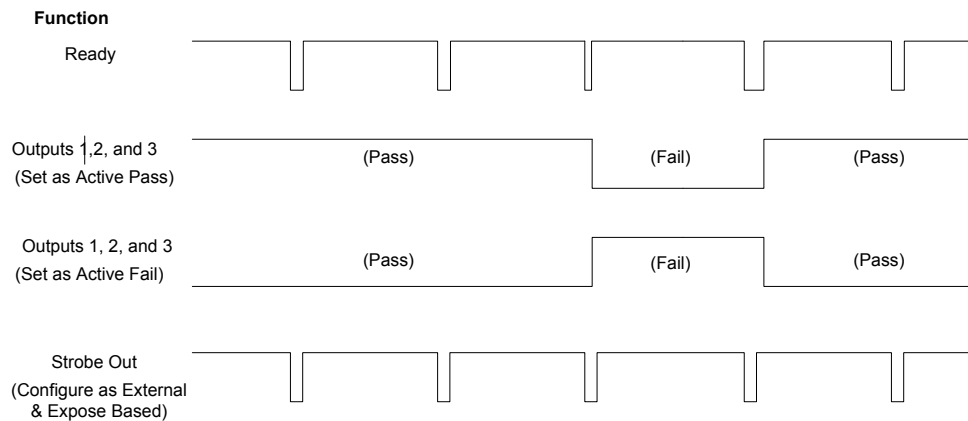 Function
Ready
Outputs 1,2, and 3
(Set as Active Pass)
(Pass) (Fail) (Pass)
Outputs 1, 2, and 3
(Set as Active Fail)
(Pass) (Fail) (Pass)
Strobe Out
(Configure as External
& Expose Based)